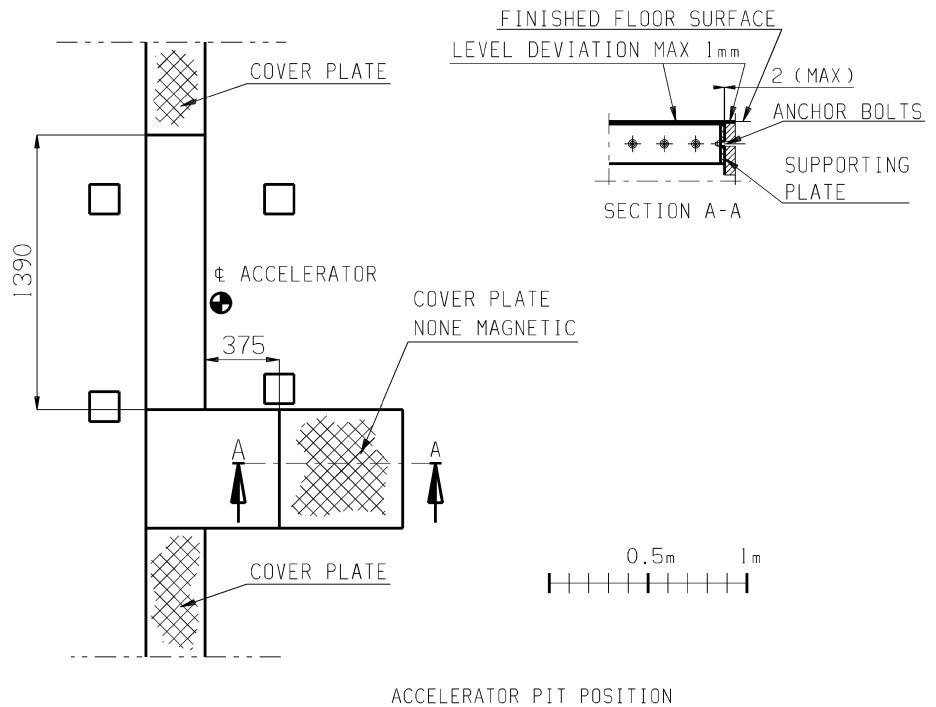 FINISHED FLOOR SURFACE
LEVEL DEVIATION MAX 1mm
COVER PLATE
2 (MAX)
ANCHOR BOLTS
SUPPORTING
PLATE
SECTION A-A
1390
℄ ACCELERATOR
COVER PLATE
NONE MAGNETIC
375
A
A
0.5m
1m
COVER PLATE
ACCELERATOR PIT POSITION